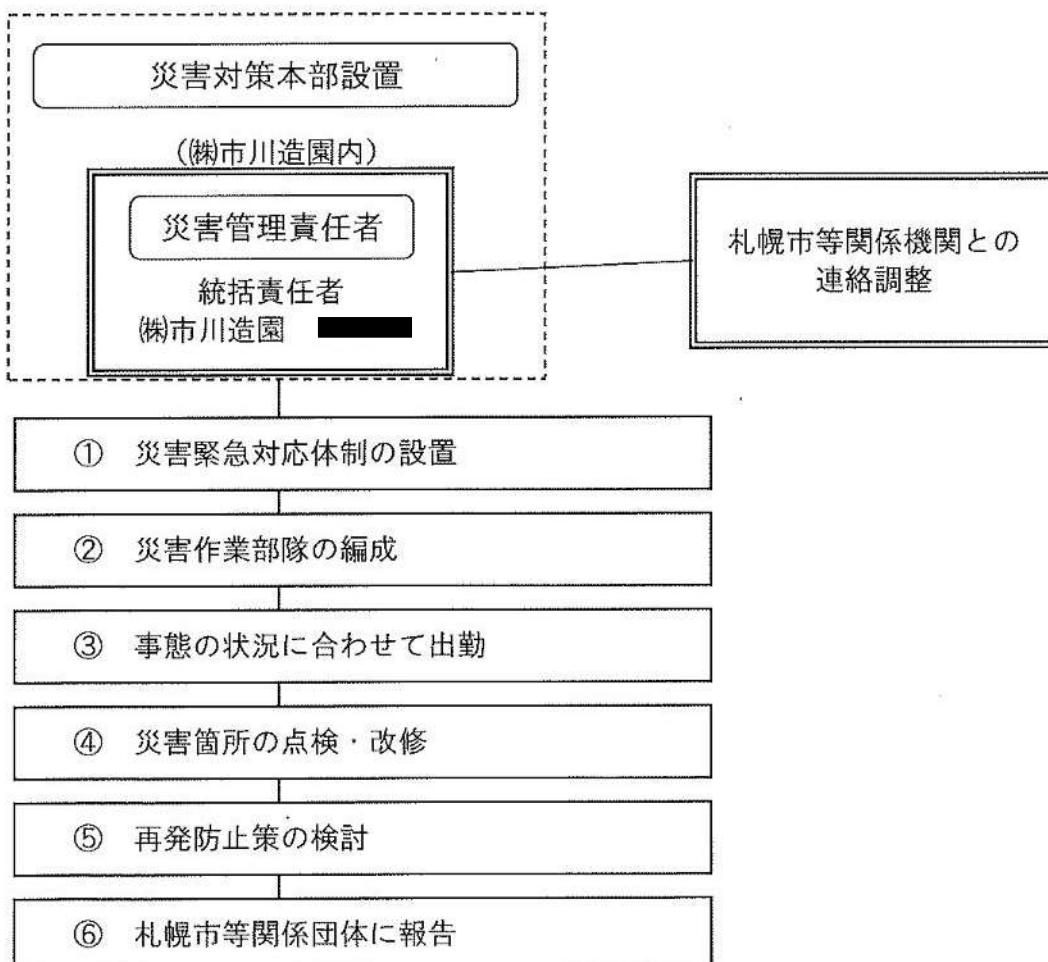 災害対策本部設置
（㈱市川造園内）
災害管理責任者
統括責任者
㈱市川造園
札幌市等関係機関との
連絡調整
① 災害緊急対応体制の設置
② 災害作業部隊の編成
③ 事態の状況に合わせて出勤
④ 災害箇所の点検・改修
⑤ 再発防止策の検討
⑥ 札幌市等関係団体に報告